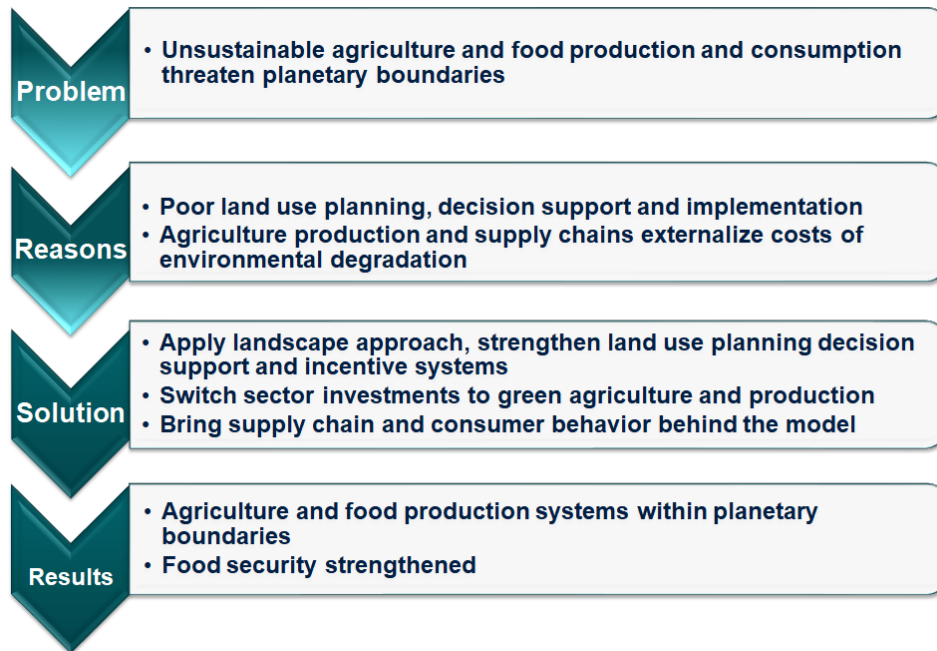 Problem
• Unsustainable agriculture and food production and consumption
threaten planetary boundaries
Reasons
• Poor land use planning, decision support and implementation
• Agriculture production and supply chains externalize costs of
environmental degradation
Solution
• Apply landscape approach, strengthen land use planning decision
support and incentive systems
• Switch sector investments to green agriculture and production
• Bring supply chain and consumer behavior behind the model
Results
• Agriculture and food production systems within planetary
boundaries
• Food security strengthened